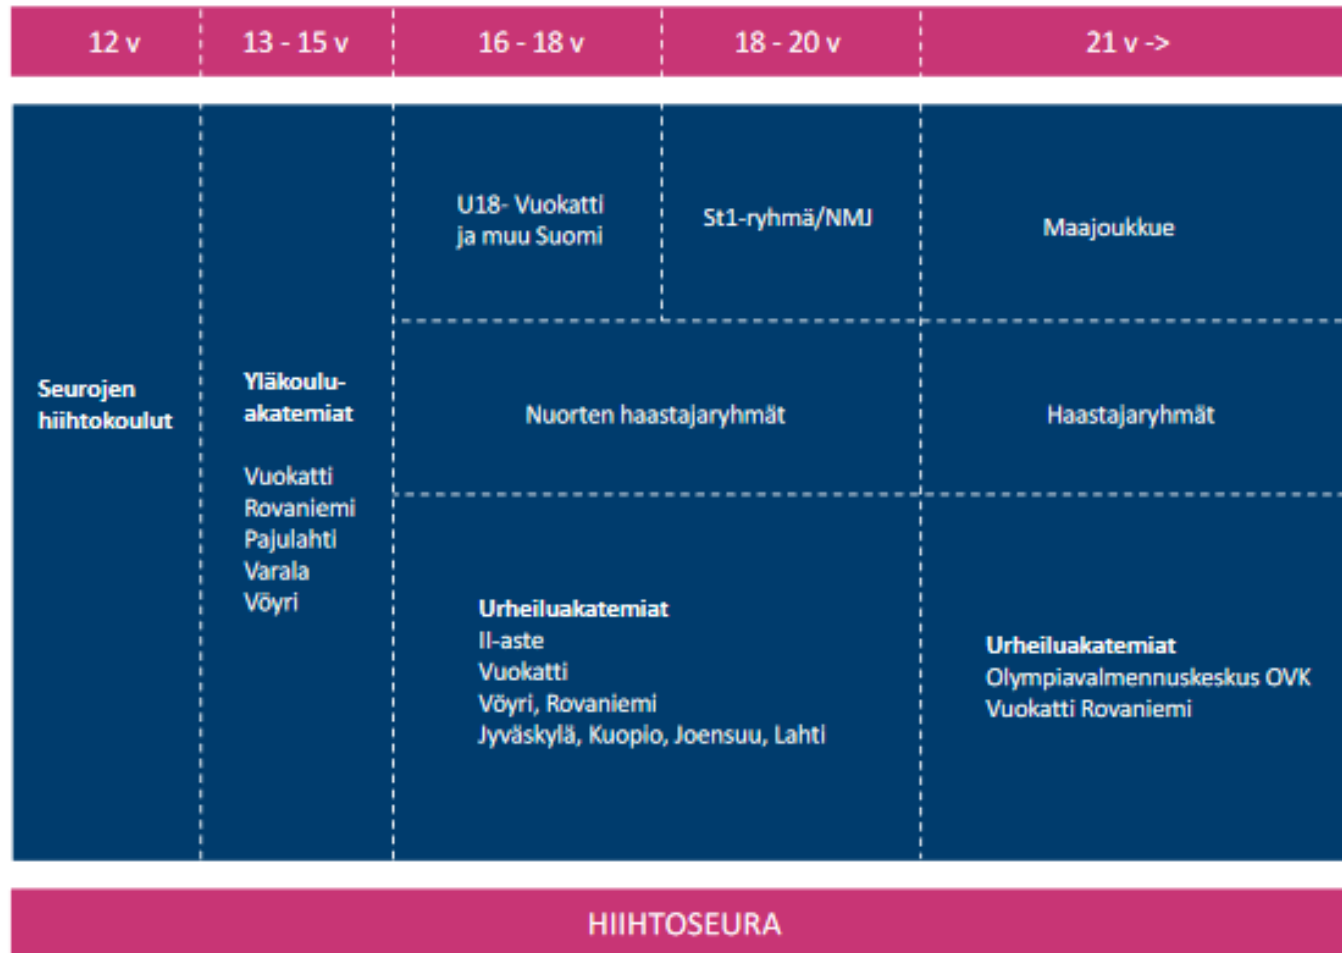 12 v
13 - 15 v
16 - 18 v
18 - 20 v
21 v ->
Seurojen
hiihtokoulut
Yläkoulu-
akatemiat
Vuokatti
Rovaniemi
Pajulahti
Varala
Vöyri
U18- Vuokatti
ja muu Suomi
St1-ryhmä/NMJ
Maajoukkue
Nuorten haastajaryhmät
Haastajaryhmät
Urheiluakatemiat
II-aste
Vuokatti
Vöyri, Rovaniemi
Jyväskylä, Kuopio, Joensuu, Lahti
Urheiluakatemiat
Olympiavalmennuskeskus OVK
Vuokatti Rovaniemi
HIIHTOSEURA